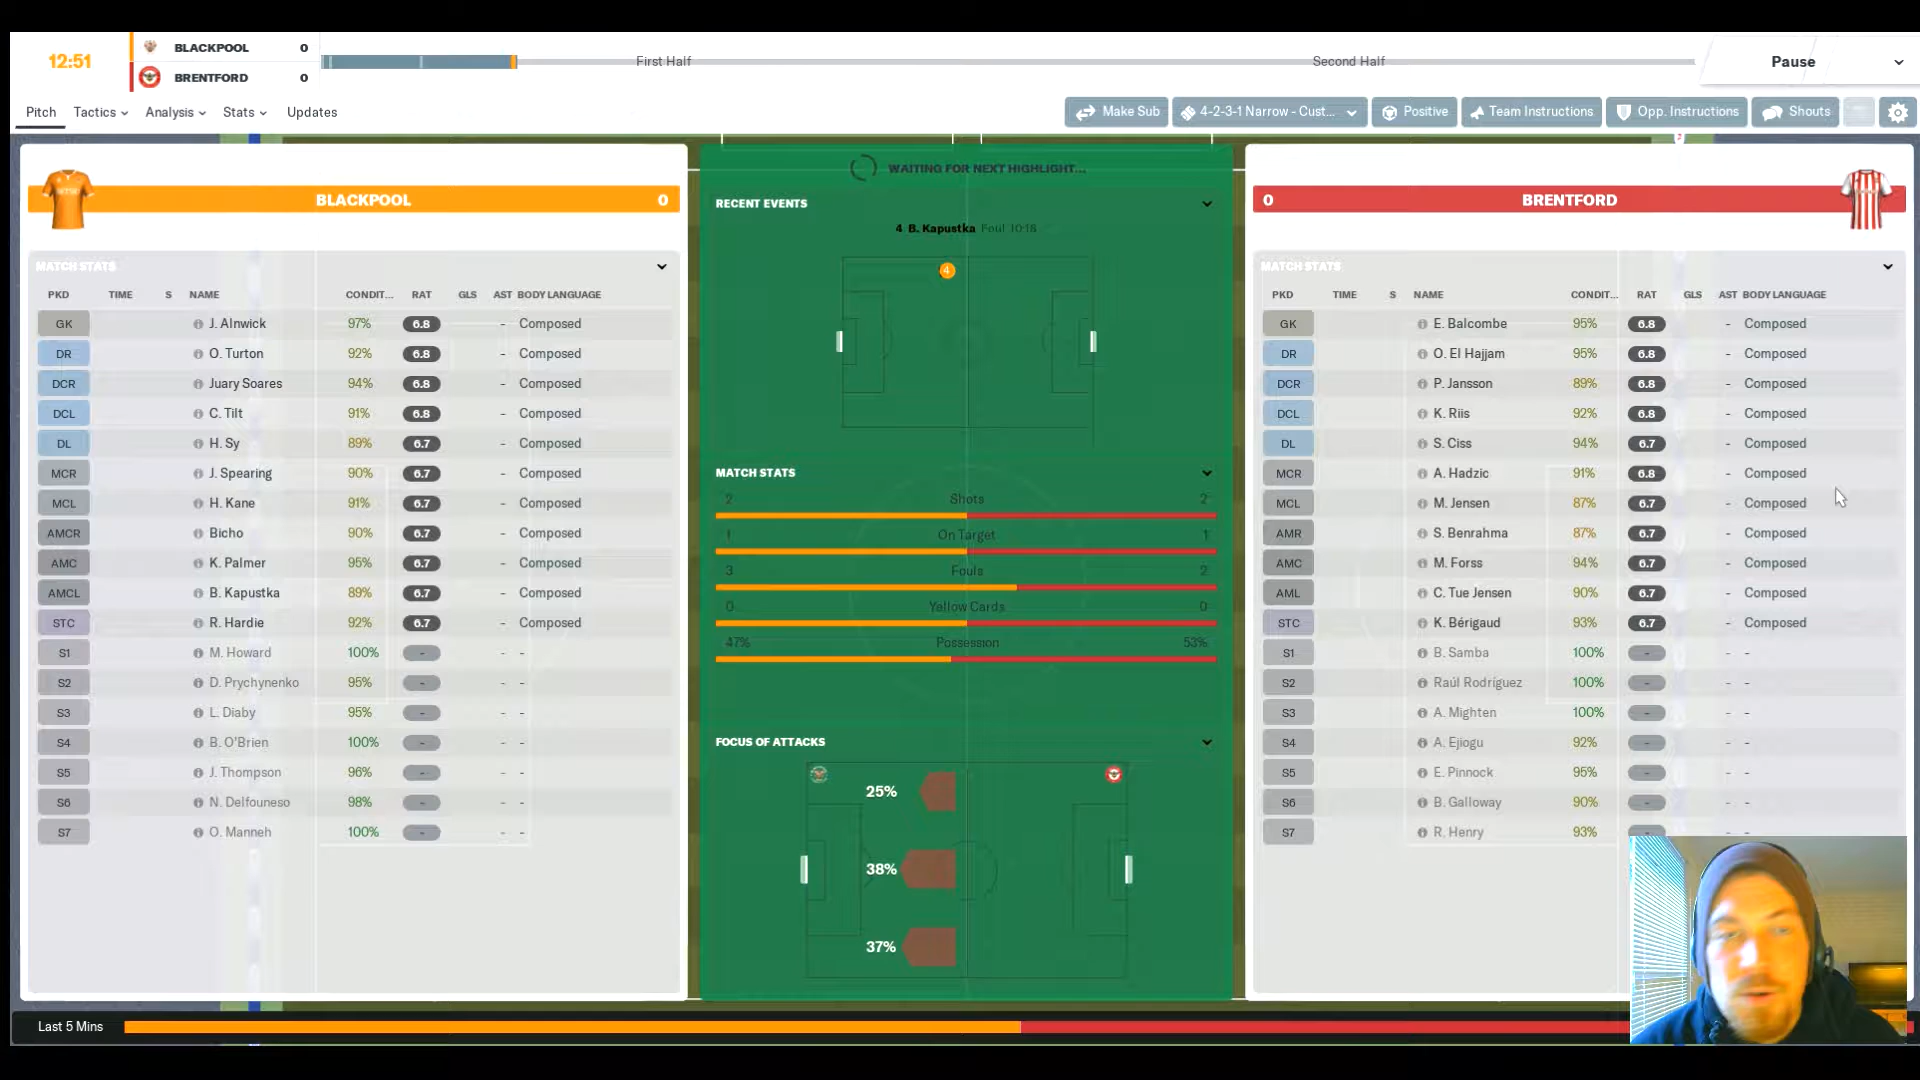 12:51 BLACKPOOL 0 First Half Second Half Pause
BRENTFORD 0
Pitch Tactics Analysis Stats Updates Make Sub 4-2-3-1 Narrow - Cust... Positive Team Instructions Opp. Instructions Shouts
WAITING FOR NEXT HIGHLIGHT...
BLACKPOOL 0
RECENT EVENTS
0 BRENTFORD
4 B. Kapustka Foul 10:18
4
MATCH STATS
PKD TIME S NAME CONDIT... RAT GLS AST BODY LANGUAGE
GK J. Alnwick 97% 6.8 - Composed
DR O. Turton 92% 6.8 - Composed
DCR Juary Soares 94% 6.8 - Composed
DCL C. Tilt 91% 6.8 - Composed
DL H. Sy 89% 6.7 - Composed
MCR J. Spearing 90% 6.7 - Composed
MCL H. Kane 91% 6.7 - Composed
AMCR Bicho 90% 6.7 - Composed
AMC K. Palmer 95% 6.7 - Composed
AMCL B. Kapustka 89% 6.7 - Composed
STC R. Hardie 92% 6.7 - Composed
S1 M. Howard 100% - - -
S2 D. Prychynenko 95% - - -
S3 L. Diaby 95% - - -
S4 B. O'Brien 100% - - -
S5 J. Thompson 96% - - -
S6 N. Delfouneso 98% - - -
S7 O. Manneh 100% - - -
MATCH STATS
2 Shots 2
1 On Target 1
3 Fouls 2
0 Yellow Cards 0
47% Possession 53%
FOCUS OF ATTACKS
25%
38%
37%
MATCH STATS
PKD TIME S NAME CONDIT... RAT GLS AST BODY LANGUAGE
GK E. Balcombe 95% 6.8 - Composed
DR O. El Hajjam 95% 6.8 - Composed
DCR P. Jansson 89% 6.8 - Composed
DCL K. Riis 92% 6.8 - Composed
DL S. Ciss 94% 6.7 - Composed
MCR A. Hadzic 91% 6.8 - Composed
MCL M. Jensen 87% 6.7 - Composed
AMR S. Benrahma 87% 6.7 - Composed
AMC M. Forss 94% 6.7 - Composed
AML C. Tue Jensen 90% 6.7 - Composed
STC K. Bérigaud 93% 6.7 - Composed
S1 B. Samba 100% - - -
S2 Raúl Rodríguez 100% - - -
S3 A. Mighten 100% - - -
S4 A. Ejiogu 92% - - -
S5 E. Pinnock 95% - - -
S6 B. Galloway 90% - - -
S7 R. Henry 93% - - -
Last 5 Mins